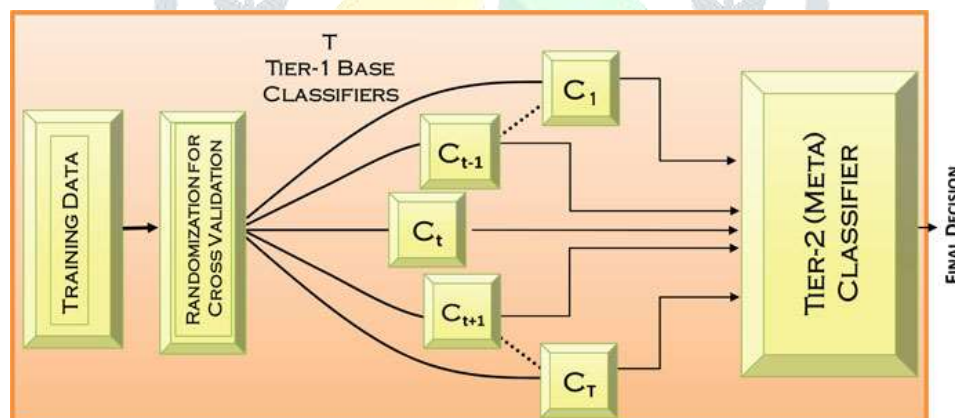 T
TIER-1 BASE
CLASSIFIERS
TRAINING DATA
RANDOMIZATION FOR
CROSS VALIDATION
C1
Ct-1
Ct
Ct+1
CT
TIER-2 (META)
CLASSIFIER
FINAL DECISION